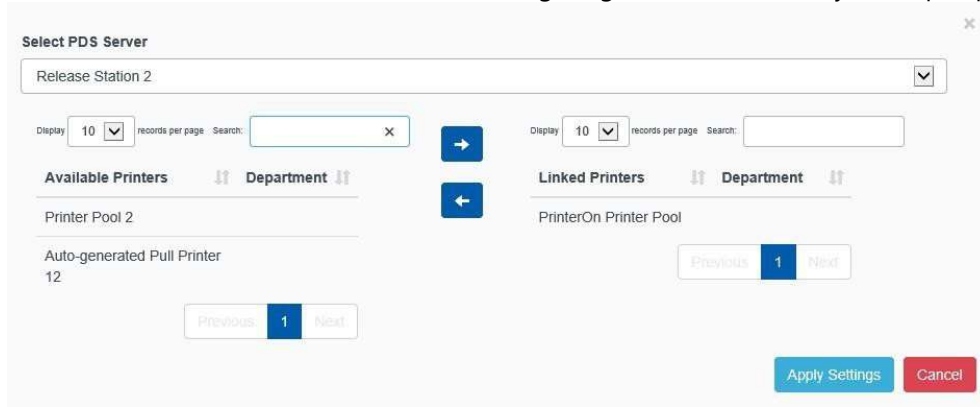 Select PDS Server
Release Station 2
Display 10 records per page Search:
Display 10 records per page Search:
Available Printers Department
Linked Printers Department
Printer Pool 2
PrinterOn Printer Pool
Auto-generated Pull Printer
12
Previous 1 Next
Previous 1 Next
Apply Settings Cancel